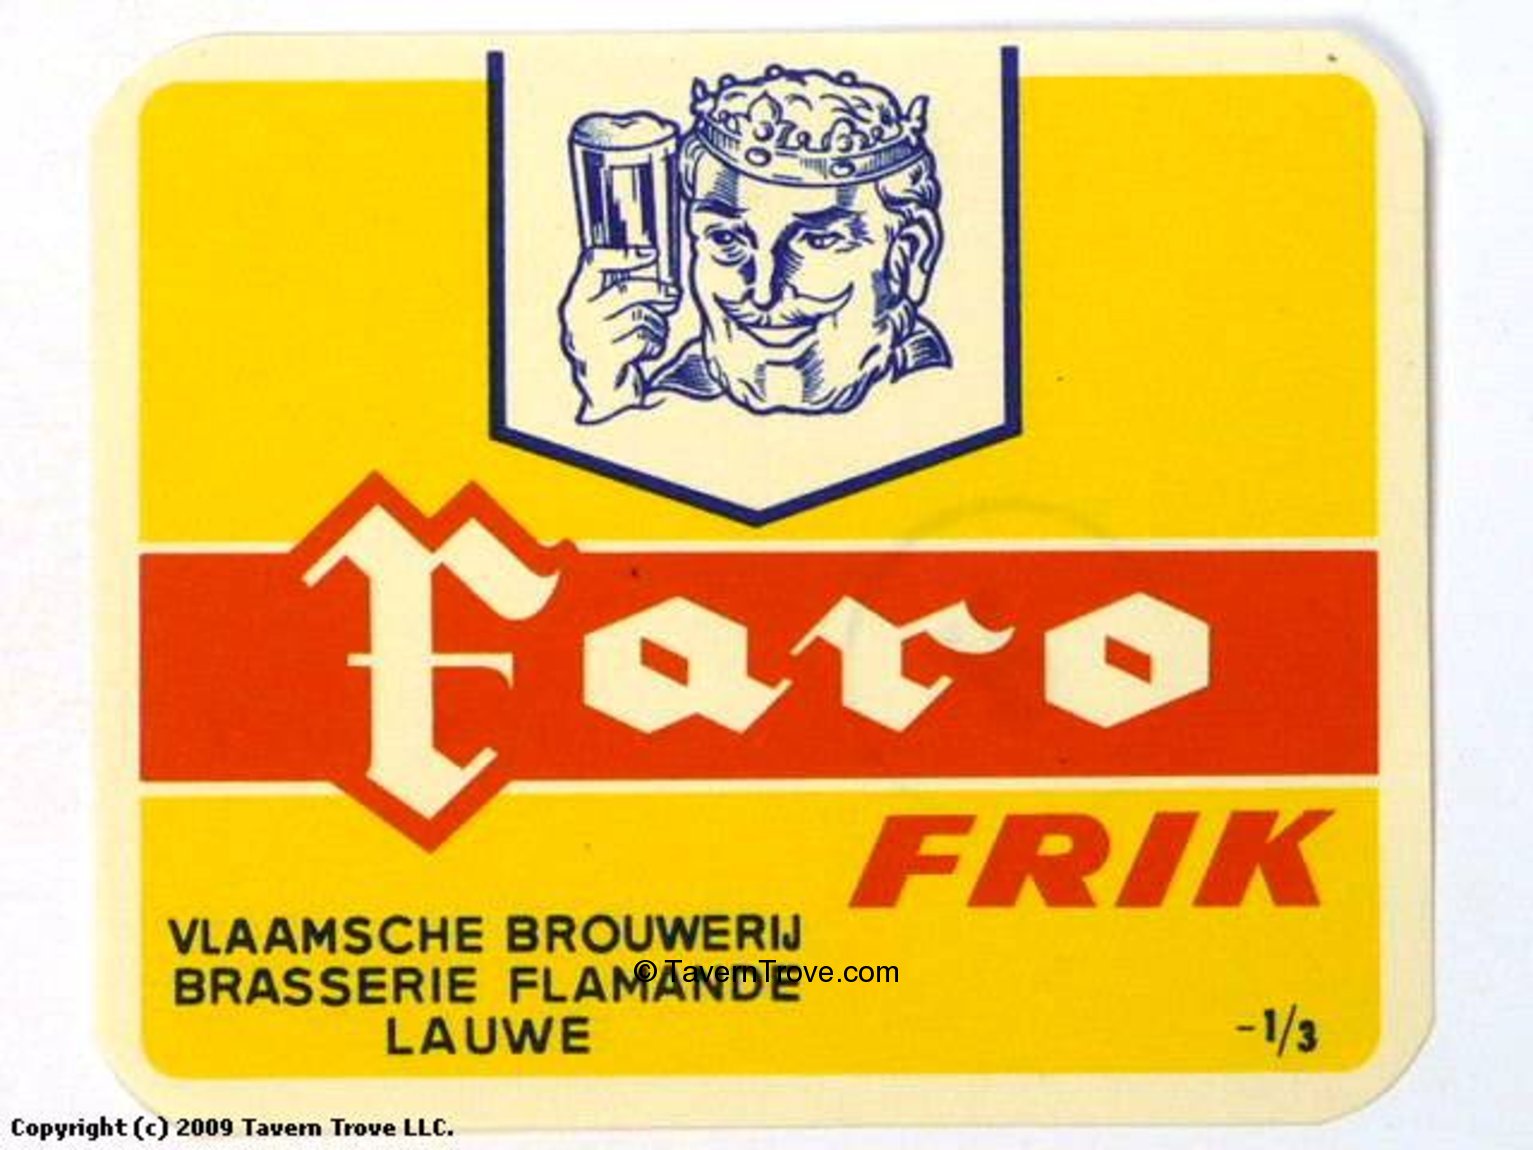 Faro
FRIK
VLAAMSCHE BROUWERIJ
BRASSERIE FLAMANDE
LAUWE
-1/3
© TavernTrove.com
Copyright (c) 2009 Tavern Trove LLC.